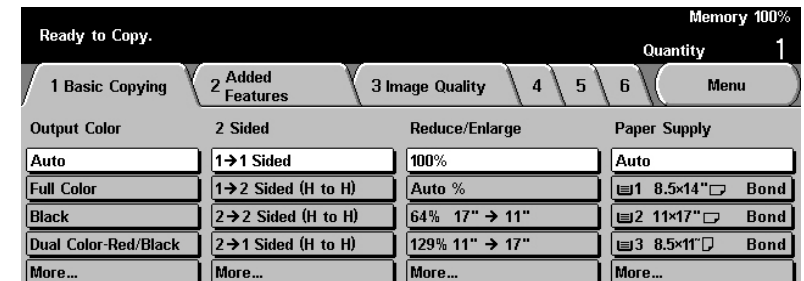 Memory 100%
Ready to Copy.
Quantity 1
1 Basic Copying 2 Added Features 3 Image Quality 4 5 6 Menu
Output Color 2 Sided Reduce/Enlarge Paper Supply
Auto 1→1 Sided 100% Auto
Full Color 1→2 Sided (H to H) Auto % 1 8.5×14" Bond
Black 2→2 Sided (H to H) 64% 17" → 11" 2 11×17" Bond
Dual Color-Red/Black 2→1 Sided (H to H) 129% 11" → 17" 3 8.5×11" Bond
More... More... More... More...